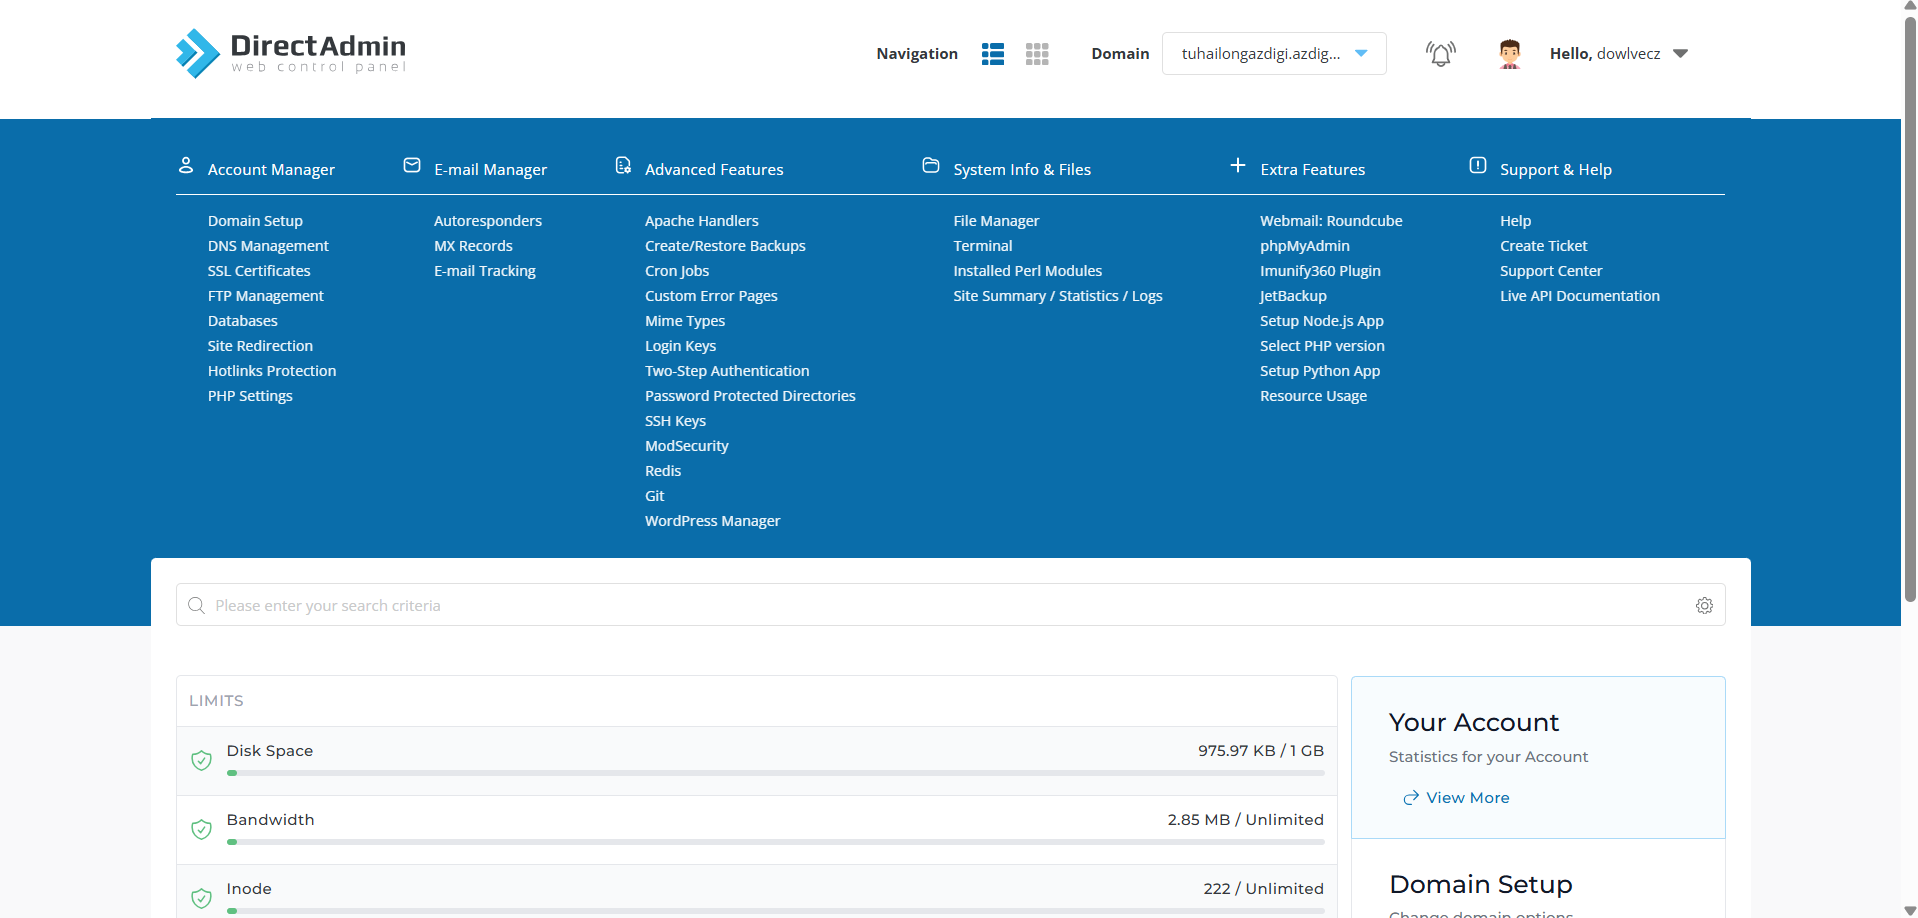 DirectAdmin
web control panel
Navigation
Domain
tuhailongazdigi.azdig...
Hello, dowlvecz
Account Manager
Domain Setup
DNS Management
SSL Certificates
FTP Management
Databases
Site Redirection
Hotlinks Protection
PHP Settings
E-mail Manager
Autoresponders
MX Records
E-mail Tracking
Advanced Features
Apache Handlers
Create/Restore Backups
Cron Jobs
Custom Error Pages
Mime Types
Login Keys
Two-Step Authentication
Password Protected Directories
SSH Keys
ModSecurity
Redis
Git
WordPress Manager
System Info & Files
File Manager
Terminal
Installed Perl Modules
Site Summary / Statistics / Logs
Extra Features
Webmail: Roundcube
phpMyAdmin
Imunify360 Plugin
JetBackup
Setup Node.js App
Select PHP version
Setup Python App
Resource Usage
Support & Help
Help
Create Ticket
Support Center
Live API Documentation
Please enter your search criteria
LIMITS
Disk Space
975.97 KB / 1 GB
Bandwidth
2.85 MB / Unlimited
Inode
222 / Unlimited
Your Account
Statistics for your Account
View More
Domain Setup
Change domain options